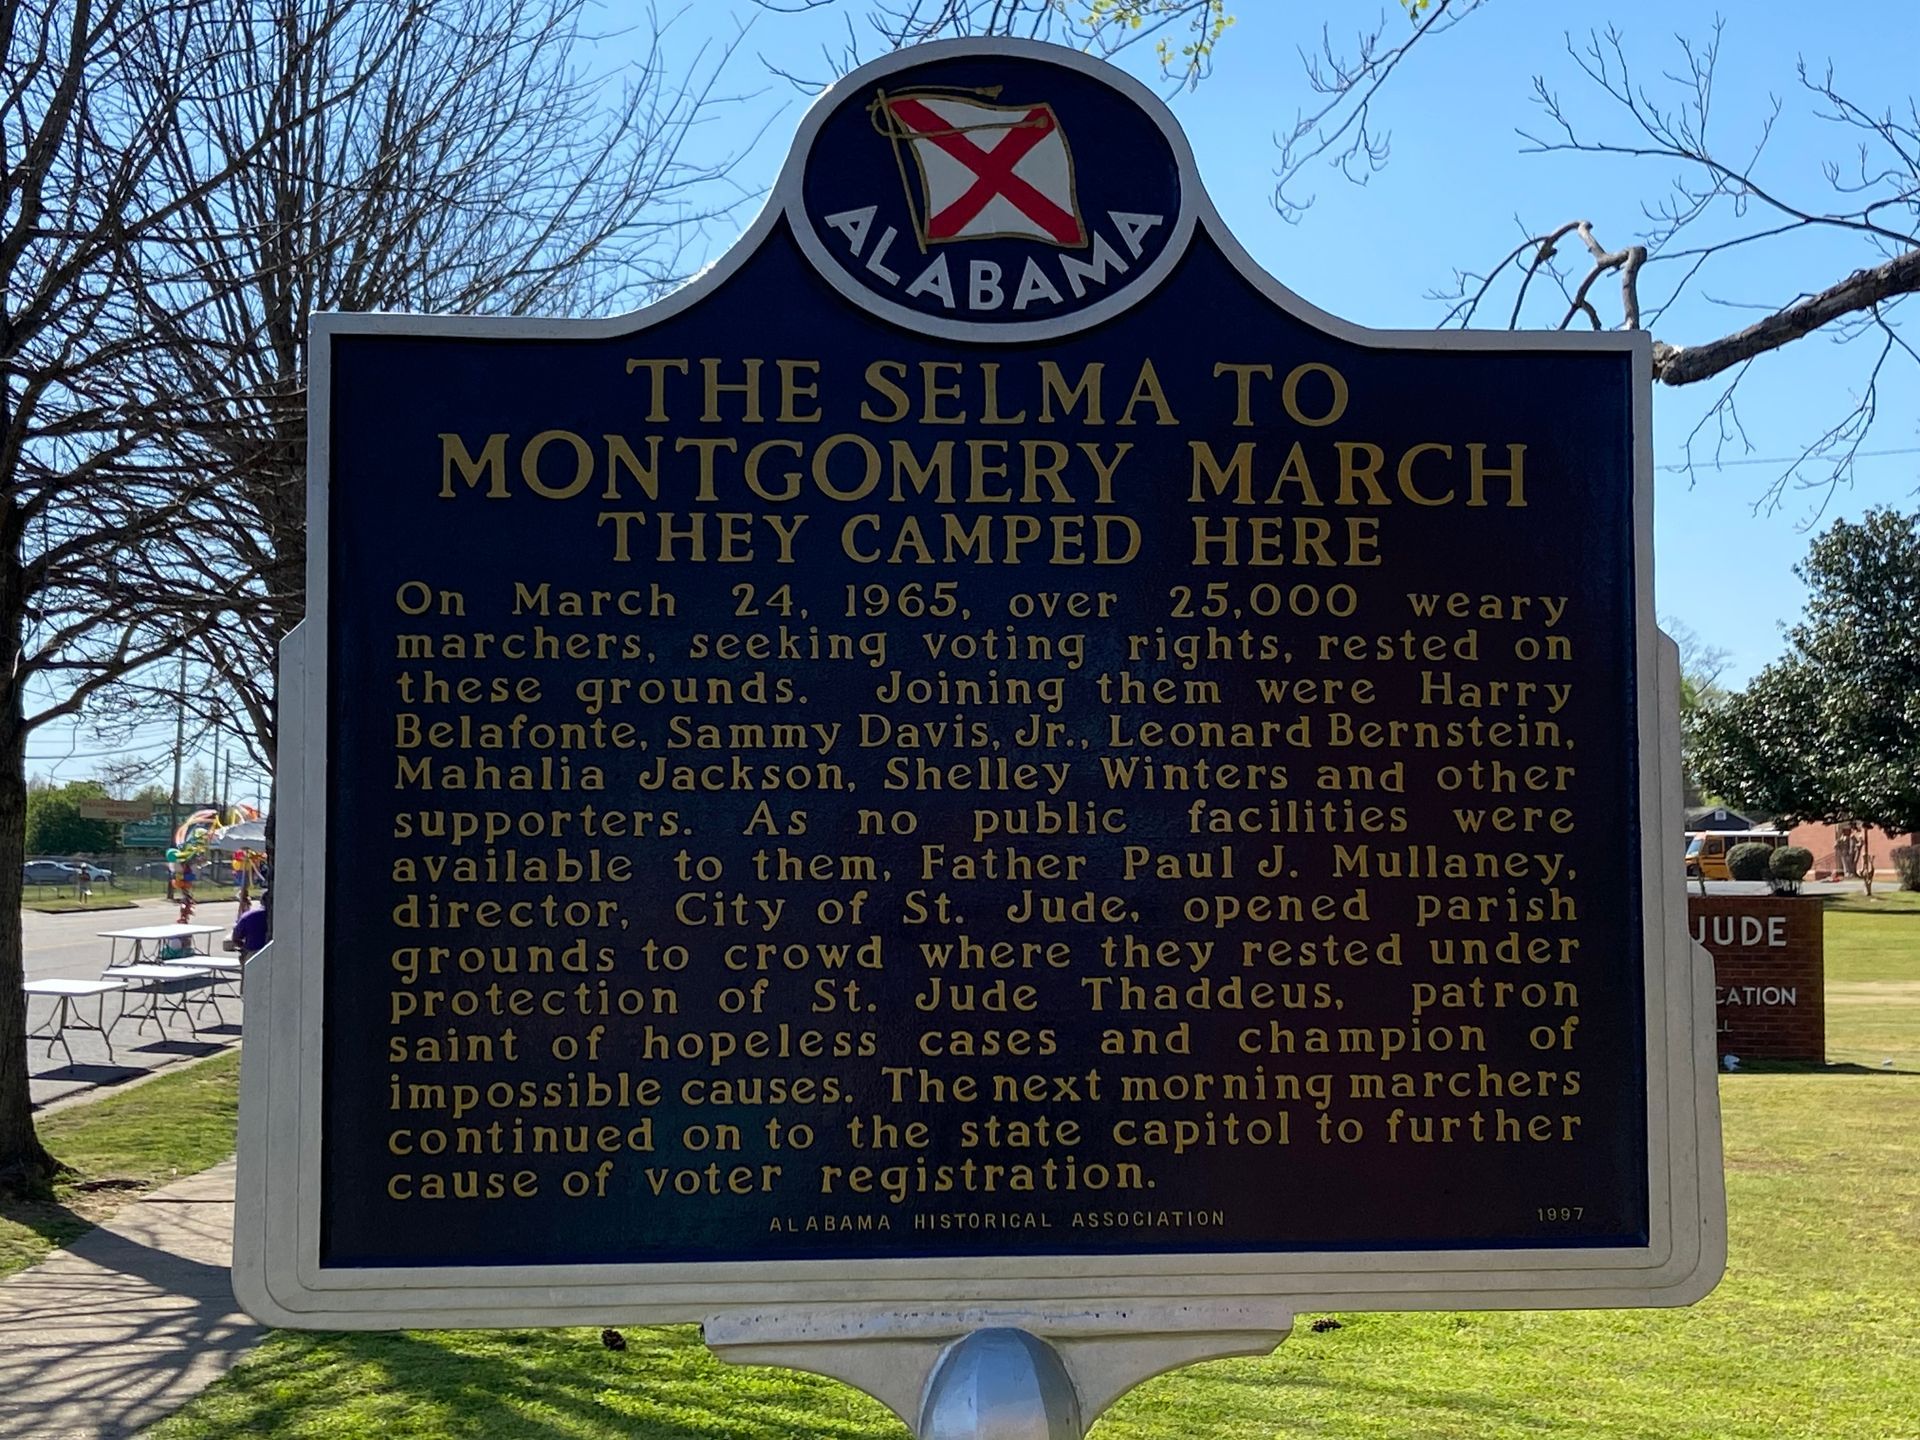 ALABAMA
THE SELMA TO
MONTGOMERY MARCH
THEY CAMPED HERE
On March 24, 1965, over 25,000 weary
marchers, seeking voting rights, rested on
these grounds. Joining them were Harry
Belafonte, Sammy Davis, Jr., Leonard Bernstein,
Mahalia Jackson, Shelley Winters and other
supporters. As no public facilities were
available to them, Father Paul J. Mullaney,
director, City of St. Jude, opened parish
grounds to crowd where they rested under
protection of St. Jude Thaddeus, patron
saint of hopeless cases and champion of
impossible causes. The next morning marchers
continued on to the state capitol to further
cause of voter registration.
ALABAMA HISTORICAL ASSOCIATION 1997
JUDE
CATION